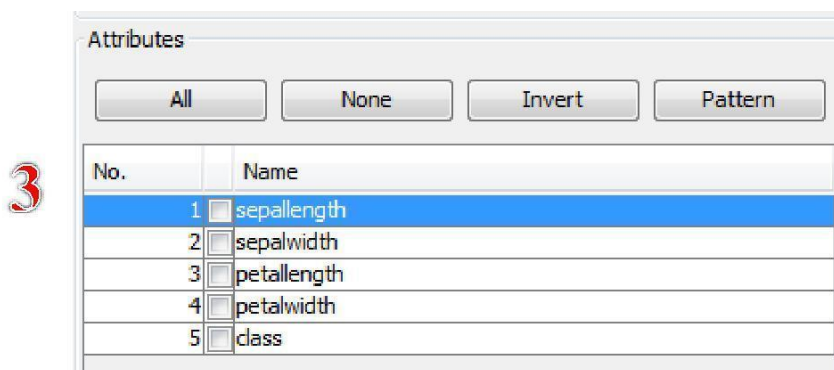 Attributes
All None Invert Pattern
3
No. Name
1 sepallength
2 sepalwidth
3 petallength
4 petalwidth
5 class